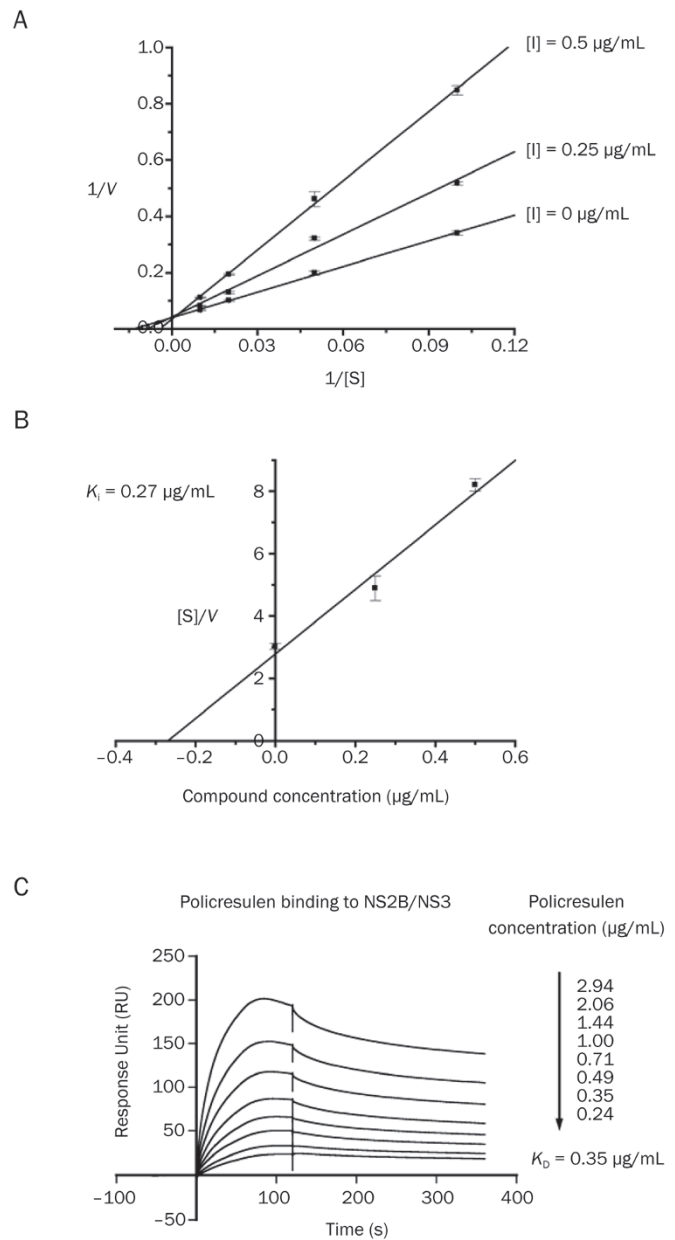 A
1.0
[I] = 0.5 µg/mL
0.8
0.6
[I] = 0.25 µg/mL
1/V
0.4
[I] = 0 µg/mL
0.2
0.0
0.00 0.03 0.06 0.09 0.12
1/[S]
B
Ki = 0.27 µg/mL
8
6
[S]/V
4
2
0
−0.4 −0.2 0.0 0.2 0.4 0.6
Compound concentration (µg/mL)
C
Policresulen binding to NS2B/NS3
Policresulen
concentration (µg/mL)
250
200
150
100
50
−50
Response Unit (RU)
−100 0 100 200 300 400
Time (s)
2.94
2.06
1.44
1.00
0.71
0.49
0.35
0.24
KD = 0.35 µg/mL